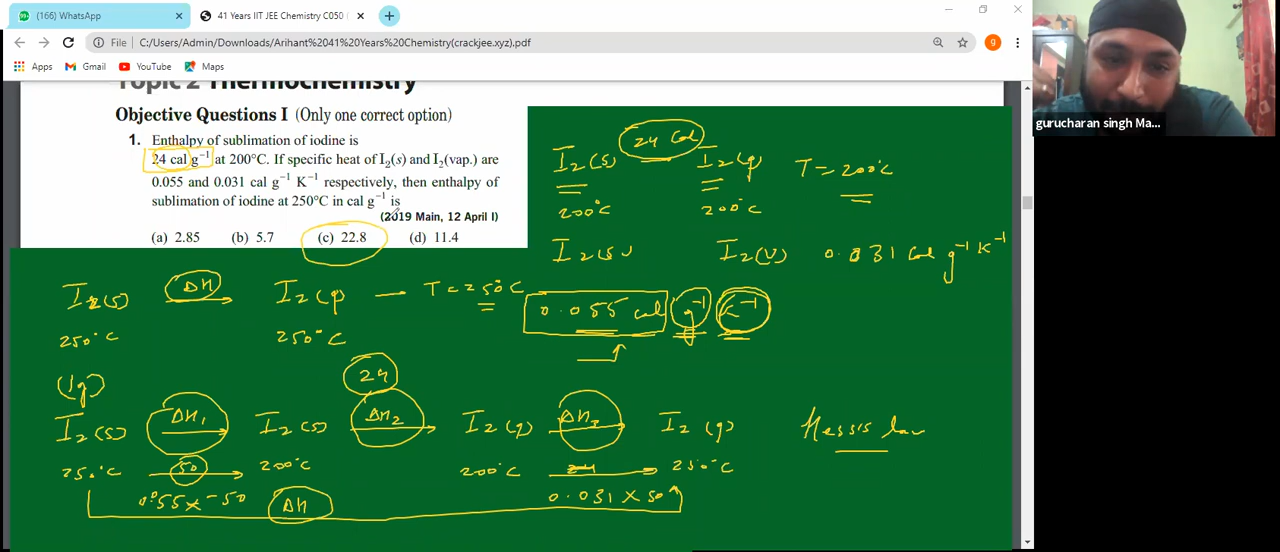 (166) WhatsApp
41 Years IIT JEE Chemistry C050
File | C:/Users/Admin/Downloads/Arihant%2041%20Years%20Chemistry(crackjee.xyz).pdf
Apps Gmail YouTube Maps
gurucharan singh Ma...
Topic 2 Thermochemistry
Objective Questions I (Only one correct option)
1. Enthalpy of sublimation of iodine is
24 cal g⁻¹ at 200°C. If specific heat of I₂(s) and I₂(vap.) are
0.055 and 0.031 cal g⁻¹ K⁻¹ respectively, then enthalpy of
sublimation of iodine at 250°C in cal g⁻¹ is
(2019 Main, 12 April I)
(a) 2.85 (b) 5.7 (c) 22.8 (d) 11.4
24 cal
I₂(s) I₂(g) T = 200°C
200°C 200°C
I₂(s) I₂(v) 0.031 cal g⁻¹ K⁻¹
I₂(s) ΔH I₂(g) — T = 250°C
0.055 cal g⁻¹ K⁻¹
250°C 250°C
(1g)
24
I₂(s) ΔH₁ I₂(s) ΔH₂ I₂(g) ΔH₃ I₂(g) Hess's law
250°C 50 200°C 200°C 250°C
0.055 x -50 ΔH 0.031 x 50